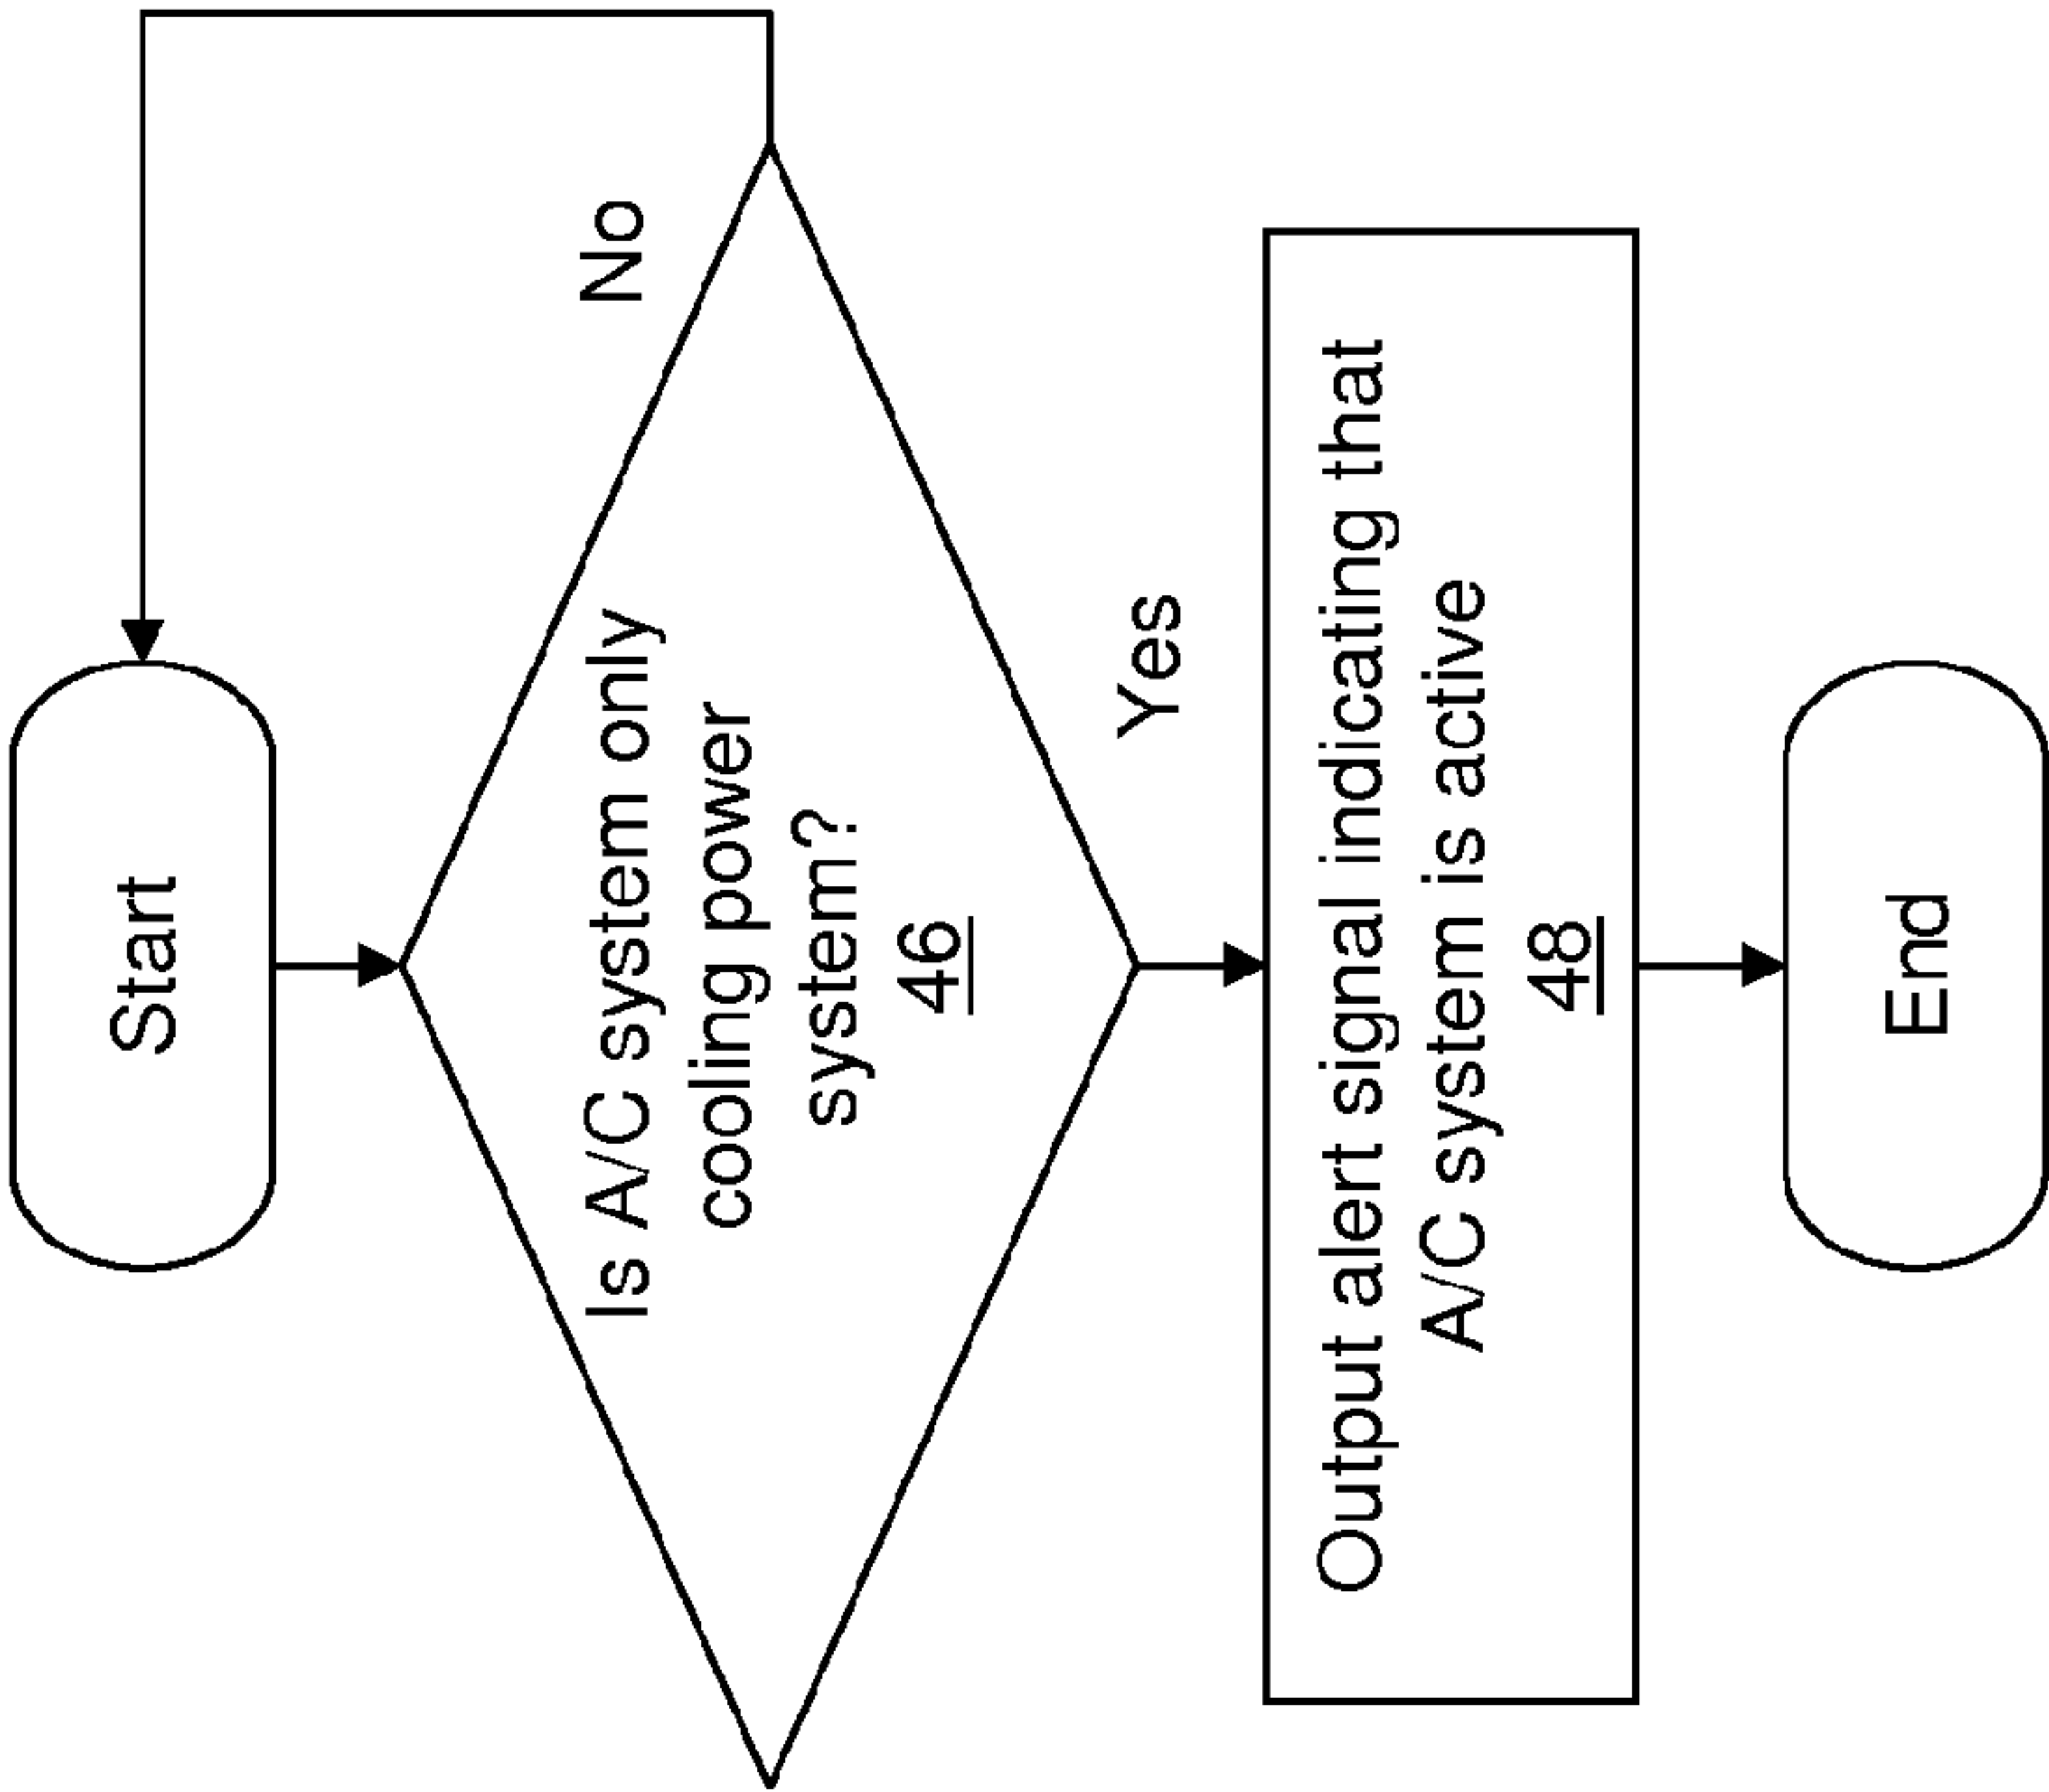 Start
Is A/C system only
cooling power
system?
46
No
Yes
Output alert signal indicating that
A/C system is active
48
End